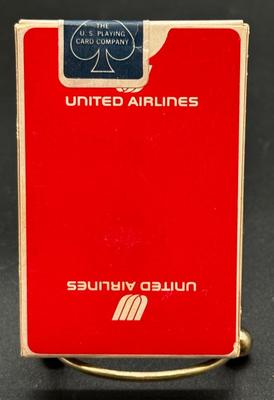 THE
U. S. PLAYING
CARD COMPANY
UNITED AIRLINES
UNITED AIRLINES